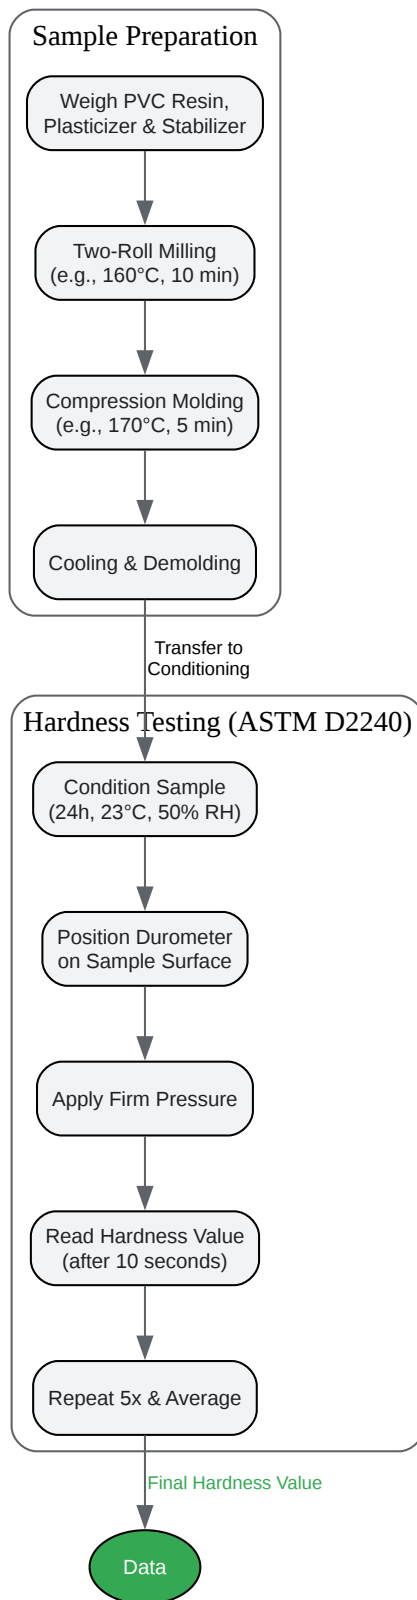 Sample Preparation
Weigh PVC Resin,
Plasticizer & Stabilizer
Two-Roll Milling
(e.g., 160°C, 10 min)
Compression Molding
(e.g., 170°C, 5 min)
Cooling & Demolding
Transfer to
Conditioning
Hardness Testing (ASTM D2240)
Condition Sample
(24h, 23°C, 50% RH)
Position Durometer
on Sample Surface
Apply Firm Pressure
Read Hardness Value
(after 10 seconds)
Repeat 5x & Average
Final Hardness Value
Data